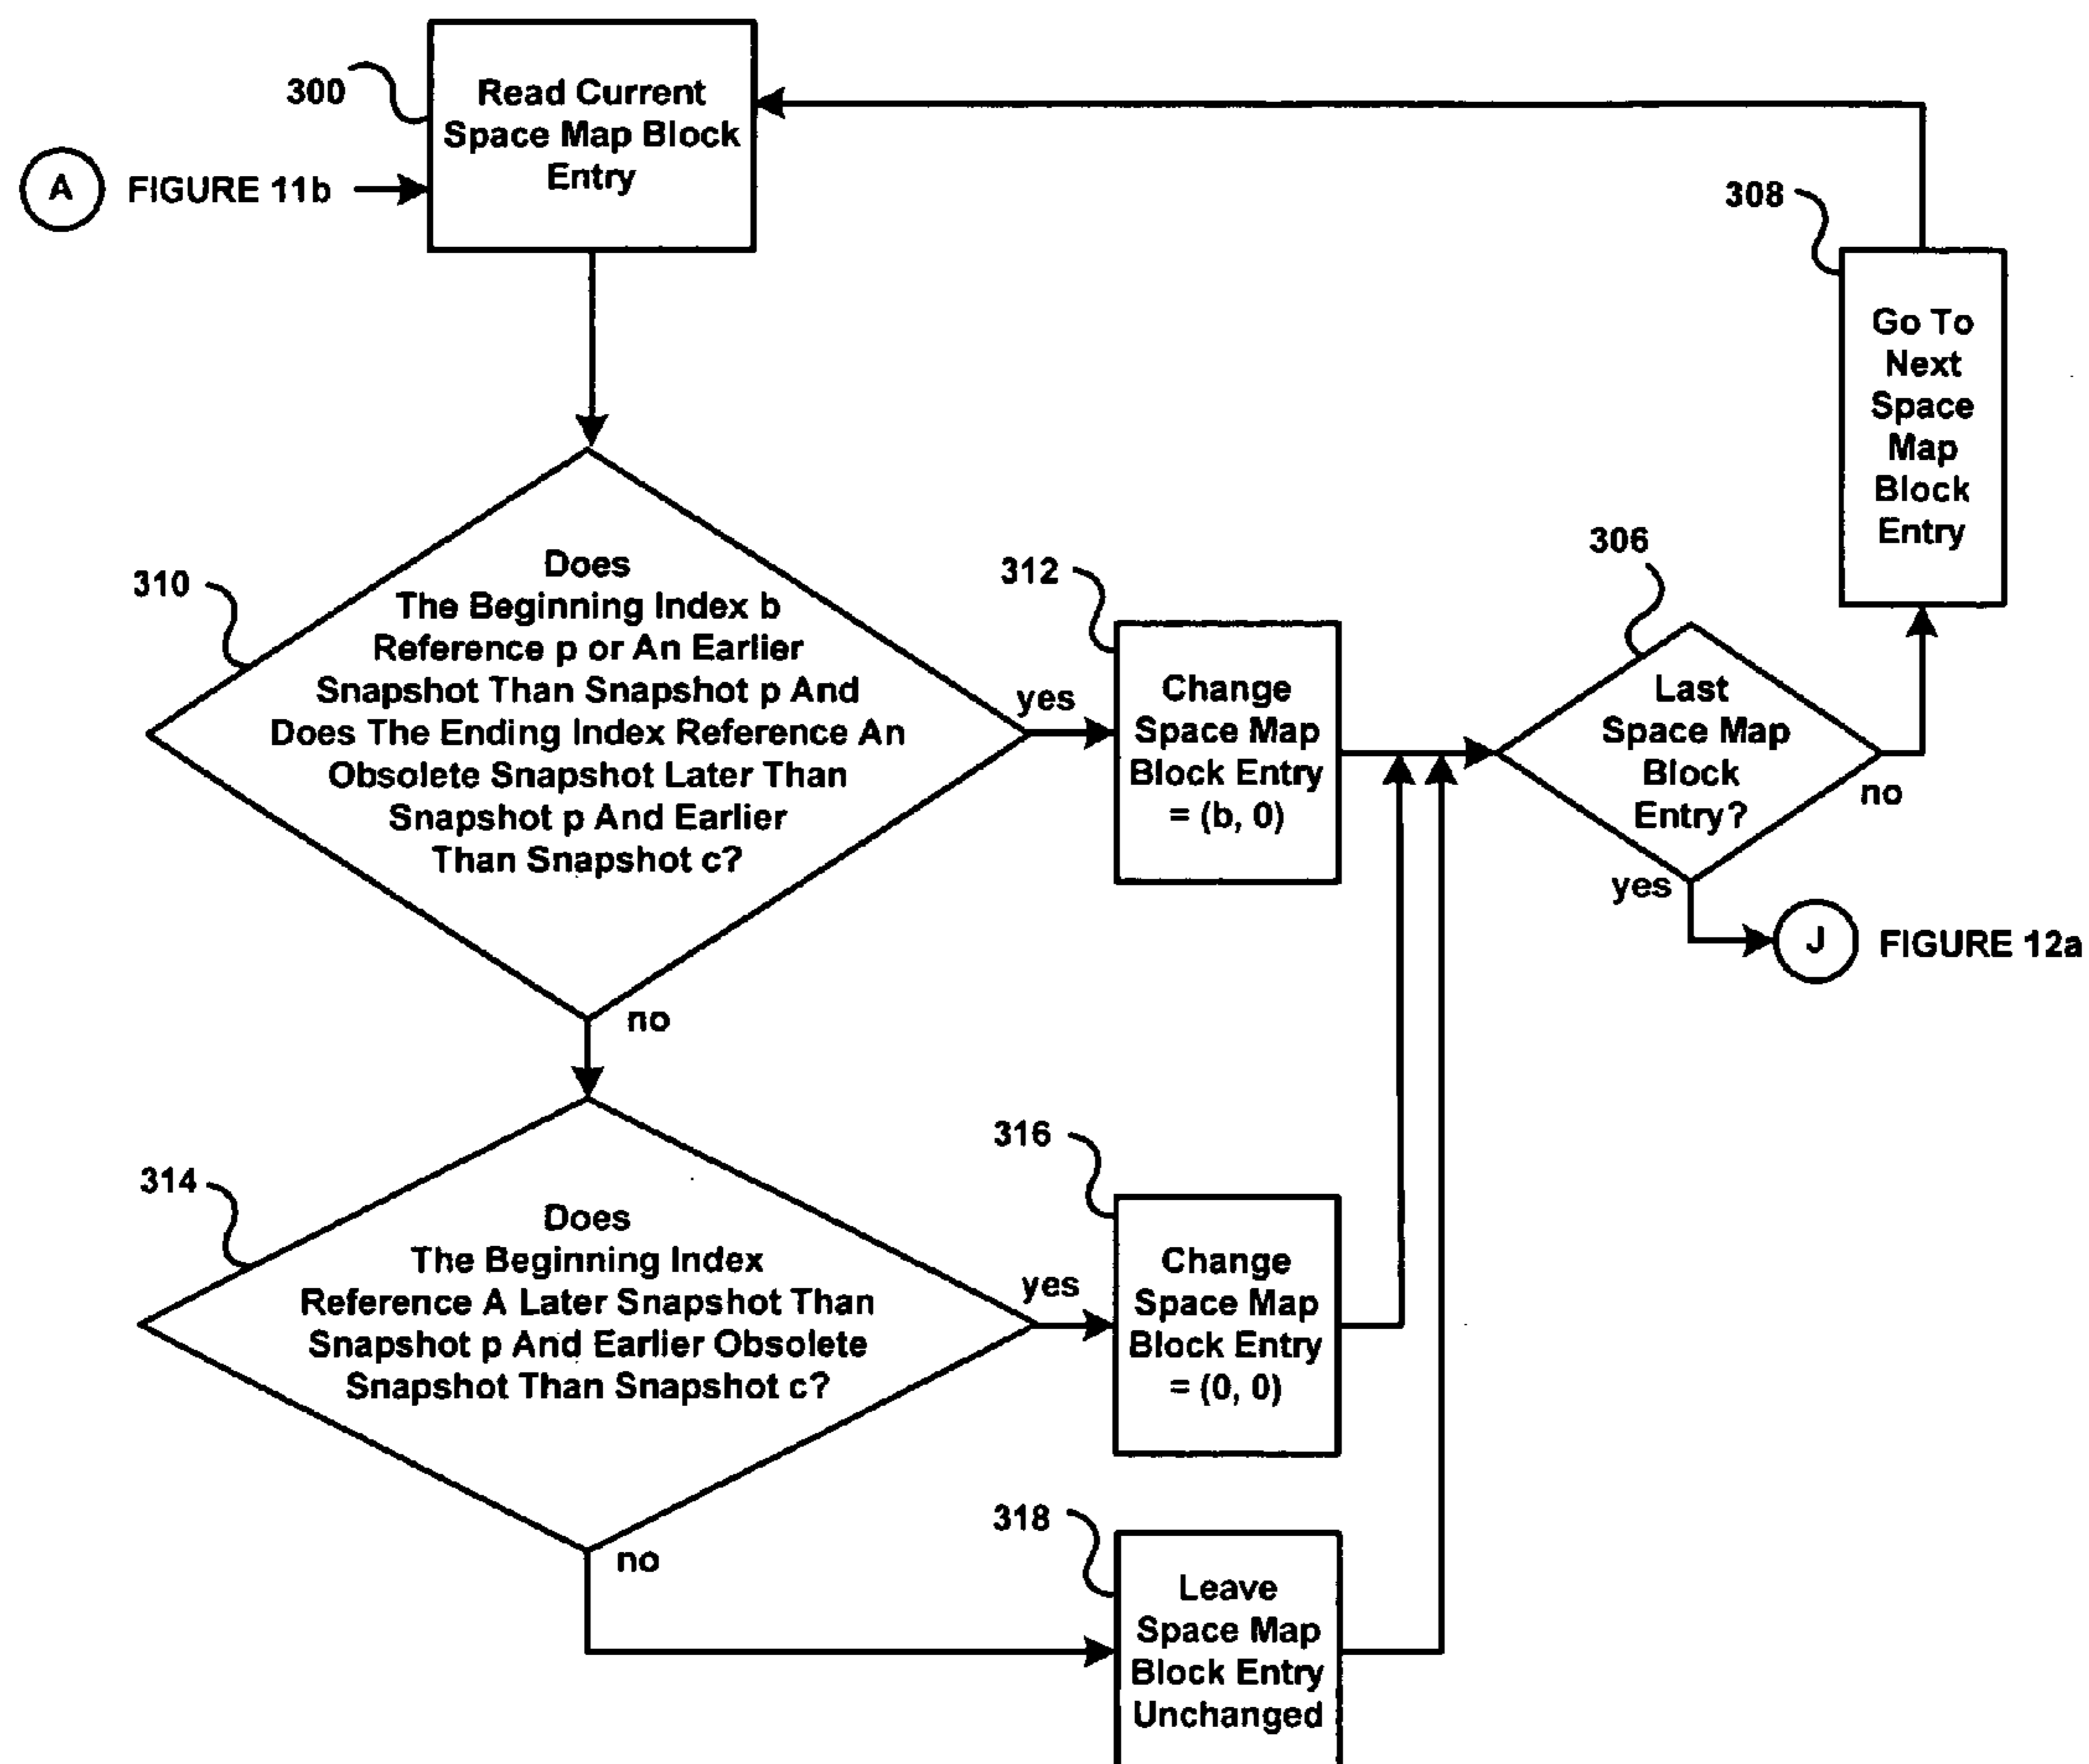 300
Read Current
Space Map Block
Entry
A
FIGURE 11b
308
Go To
Next
Space
Map
Block
Entry
310
Does
The Beginning Index b
Reference p or An Earlier
Snapshot Than Snapshot p And
Does The Ending Index Reference An
Obsolete Snapshot Later Than
Snapshot p And Earlier
Than Snapshot c?
yes
no
312
Change
Space Map
Block Entry
= (b, 0)
306
Last
Space Map
Block
Entry?
no
yes
J
FIGURE 12a
314
Does
The Beginning Index
Reference A Later Snapshot Than
Snapshot p And Earlier Obsolete
Snapshot Than Snapshot c?
yes
no
316
Change
Space Map
Block Entry
= (0, 0)
318
Leave
Space Map
Block Entry
Unchanged